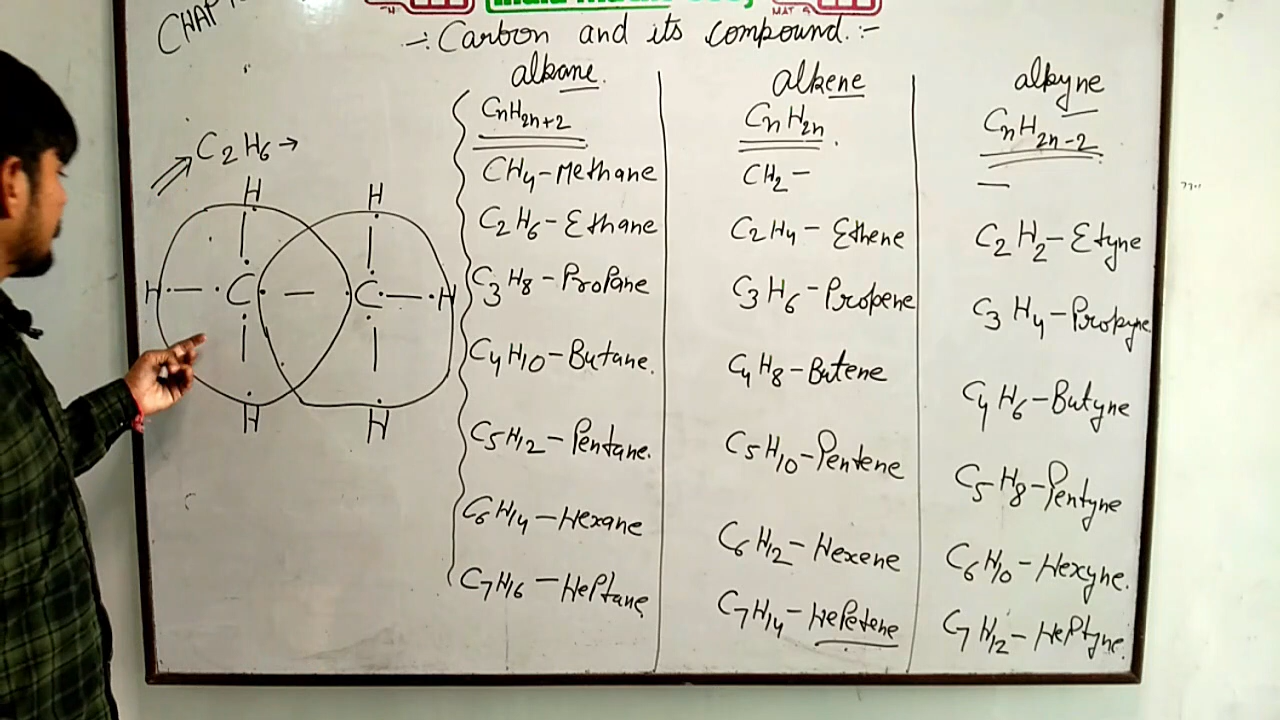 CHAP
-: Carbon and its compound. :-
C2H6 →
H H
H - C - C - H
H H
alkane.
CnH2n+2
CH4 - Methane
C2H6 - Ethane
C3H8 - Propane
C4H10 - Butane.
C5H12 - Pentane.
C6H14 - Hexane
C7H16 - Heptane
alkene
CnH2n.
CH2 -
C2H4 - Ethene
C3H6 - Propene
C4H8 - Butene
C5H10 - Pentene
C6H12 - Hexene
C7H14 - HePetene
alkyne
CnH2n-2
—
C2H2 - Etyne
C3H4 - Propyne
C4H6 - Butyne
C5H8 - Pentyne
C6H10 - Hexyne.
C7H12 - Heptyne.